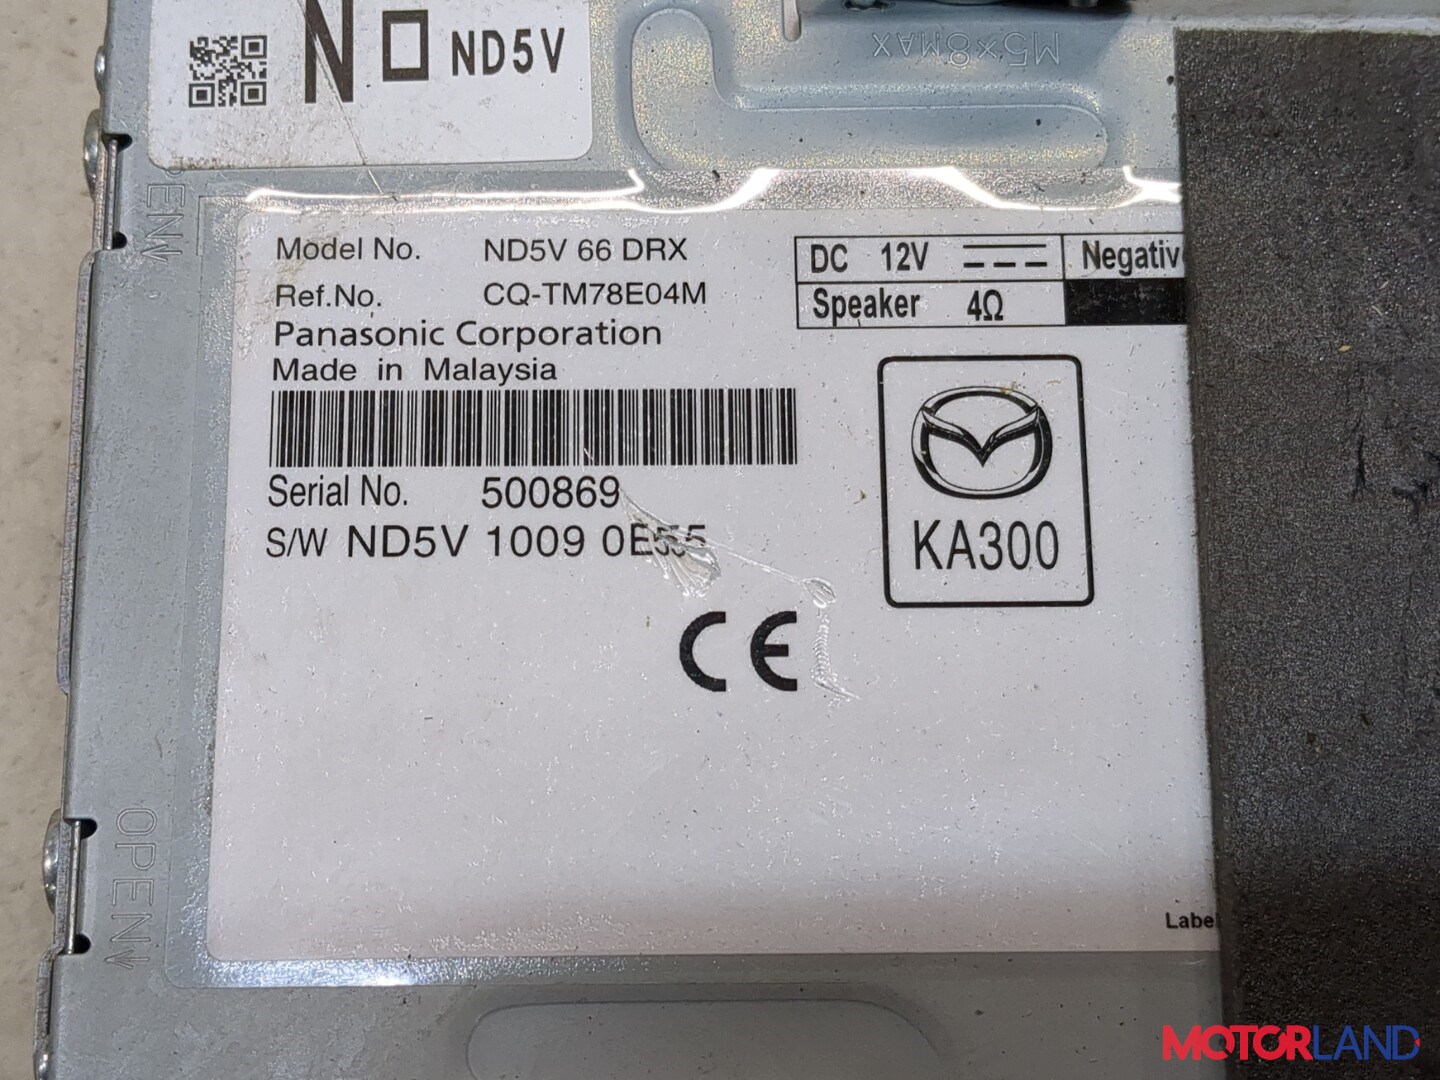 N ND5V
M5×8MAX
Model No. ND5V 66 DRX
Ref.No. CQ-TM78E04M
Panasonic Corporation
Made in Malaysia
DC 12V Negativ
Speaker 4Ω
Serial No. 500869
S/W ND5V 1009 0E555
KA300
CE
OPEN
Label
MOTORLAND